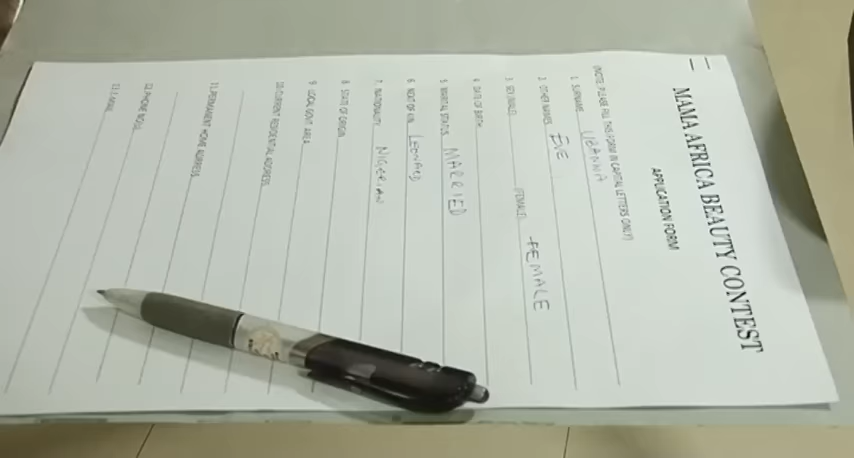 MAMA AFRICA BEAUTY CONTEST
APPLICATION FORM
(NOTE: PLEASE FILL THIS FORM IN CAPITAL LETTERS ONLY)
1. SURNAME UBANNA
2. OTHER NAMES EVE
3. SEX (MALE) (FEMALE) -FEMALE
4. DATE OF BIRTH
5. MARITAL STATUS MARRIED
6. NEXT OF KIN LEONARD
7. NATIONALITY NIGERIAN
8. STATE OF ORIGIN
9. LOCAL GOVT. AREA
10. CURRENT RESIDENTIAL ADDRESS
11. PERMANENT HOME ADDRESS
12. PHONE NO(S)
13. E-MAIL